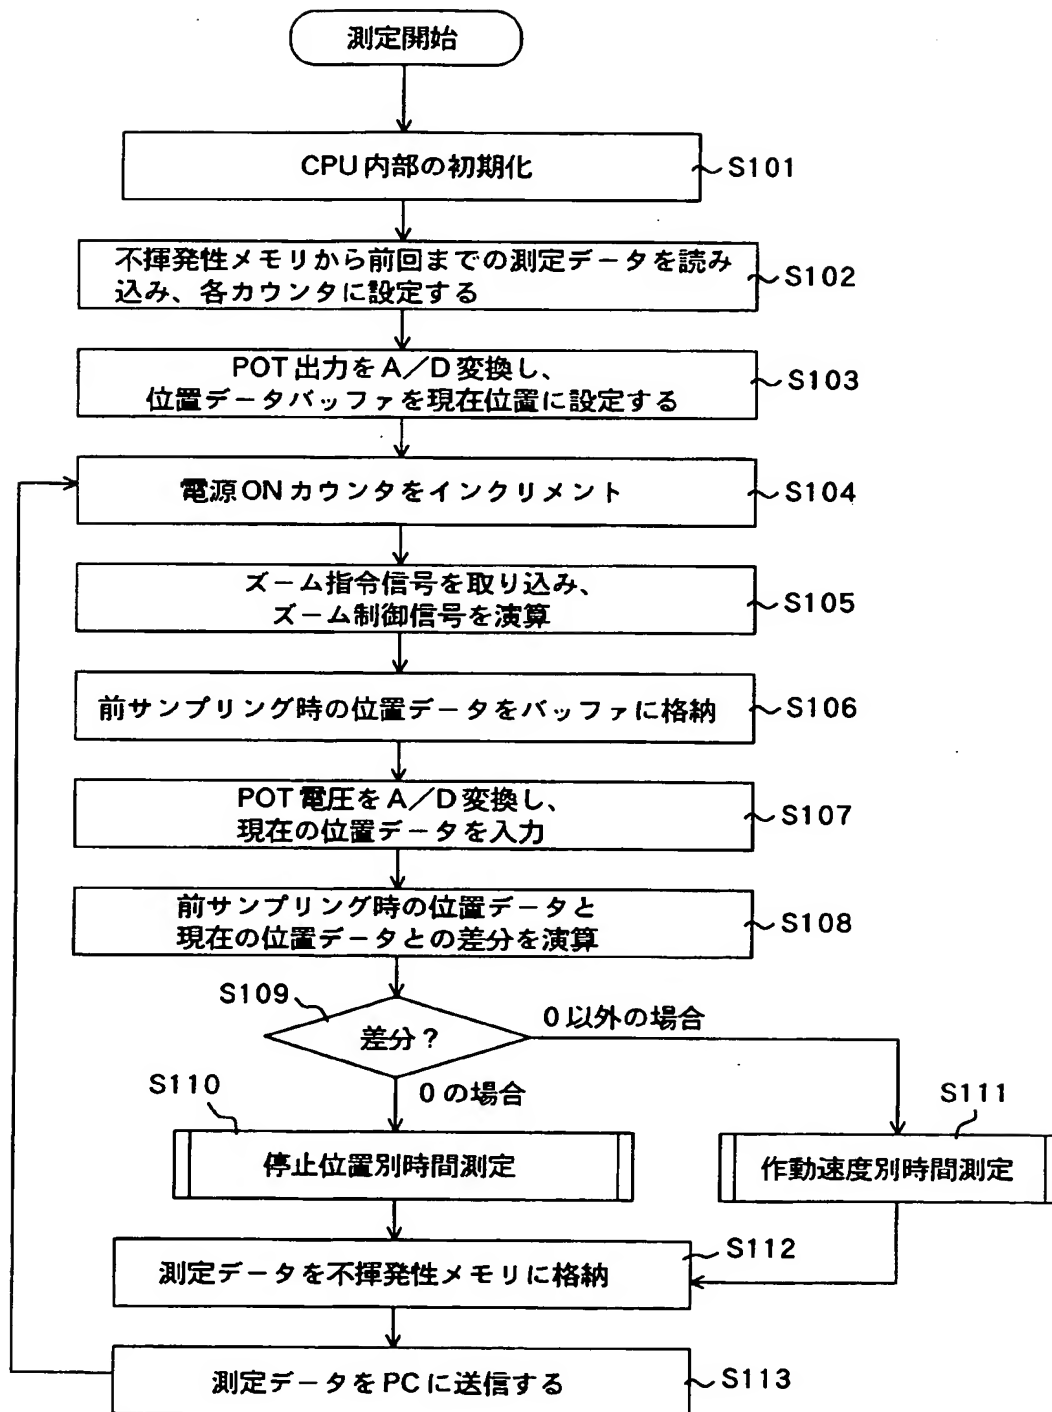 測定開始
CPU内部の初期化
S101
不揮発性メモリから前回までの測定データを読み
込み、各カウンタに設定する
S102
POT出力をA/D変換し、
位置データバッファを現在位置に設定する
S103
電源ONカウンタをインクリメント
S104
ズーム指令信号を取り込み、
ズーム制御信号を演算
S105
前サンプリング時の位置データをバッファに格納
S106
POT電圧をA/D変換し、
現在の位置データを入力
S107
前サンプリング時の位置データと
現在の位置データとの差分を演算
S108
S109
差分?
0以外の場合
0の場合
S110
停止位置別時間測定
S111
作動速度別時間測定
S112
測定データを不揮発性メモリに格納
測定データをPCに送信する
S113